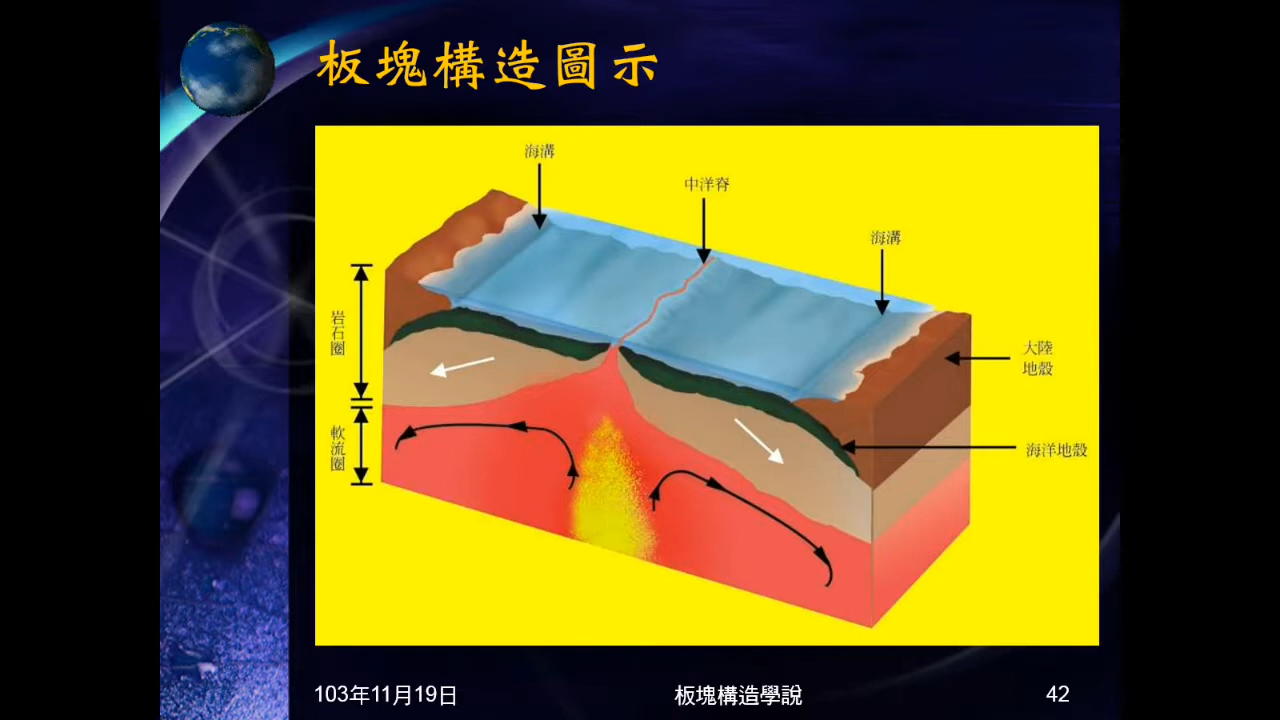 板塊構造圖示
海溝
中洋脊
海溝
岩石圈
大陸
地殼
軟流圈
海洋地殼
103年11月19日
板塊構造學說
42